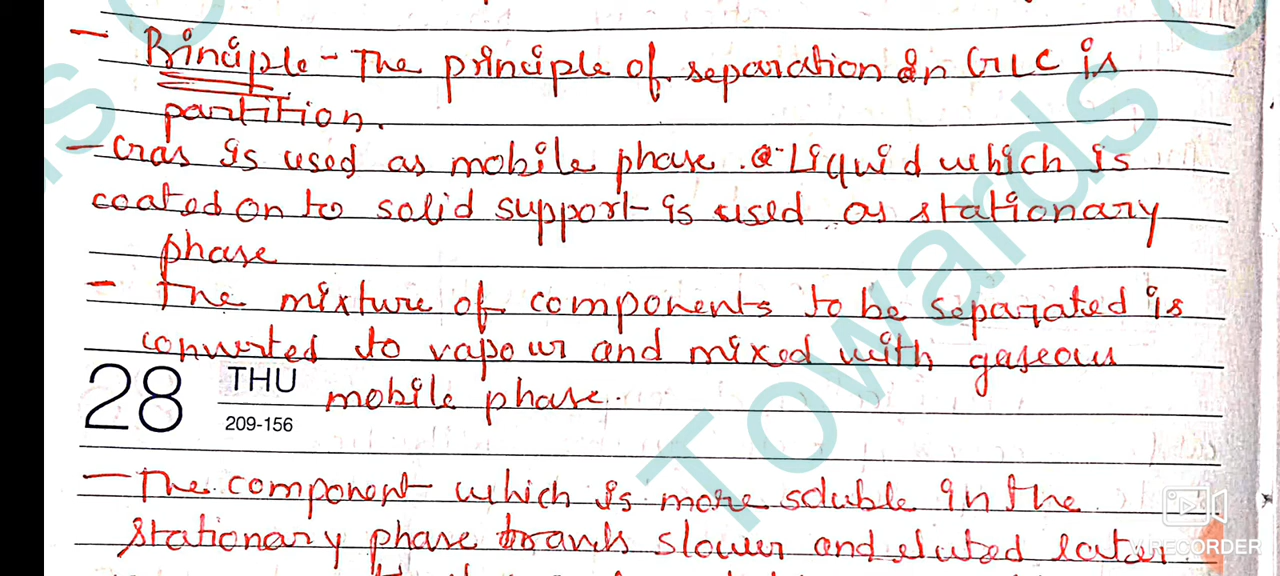 - Principle - The principle of separation in GLC is
partition.
- Gas is used as mobile phase. Liquid which is
coated on to solid support is used as stationary
phase
- The mixture of components to be separated is
converted to vapour and mixed with gaseous
28 THU mobile phase.
209-156
- The component which is more soluble in the
stationary phase travels slower and eluted later.
Towards
RECORDER